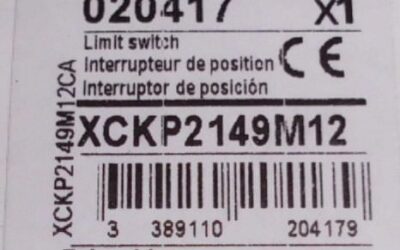 020417 X1
Limit switch
Interrupteur de position CE
Interruptor de posición
XCKP2149M12
XCKP2149M12CA
3 389110 204179